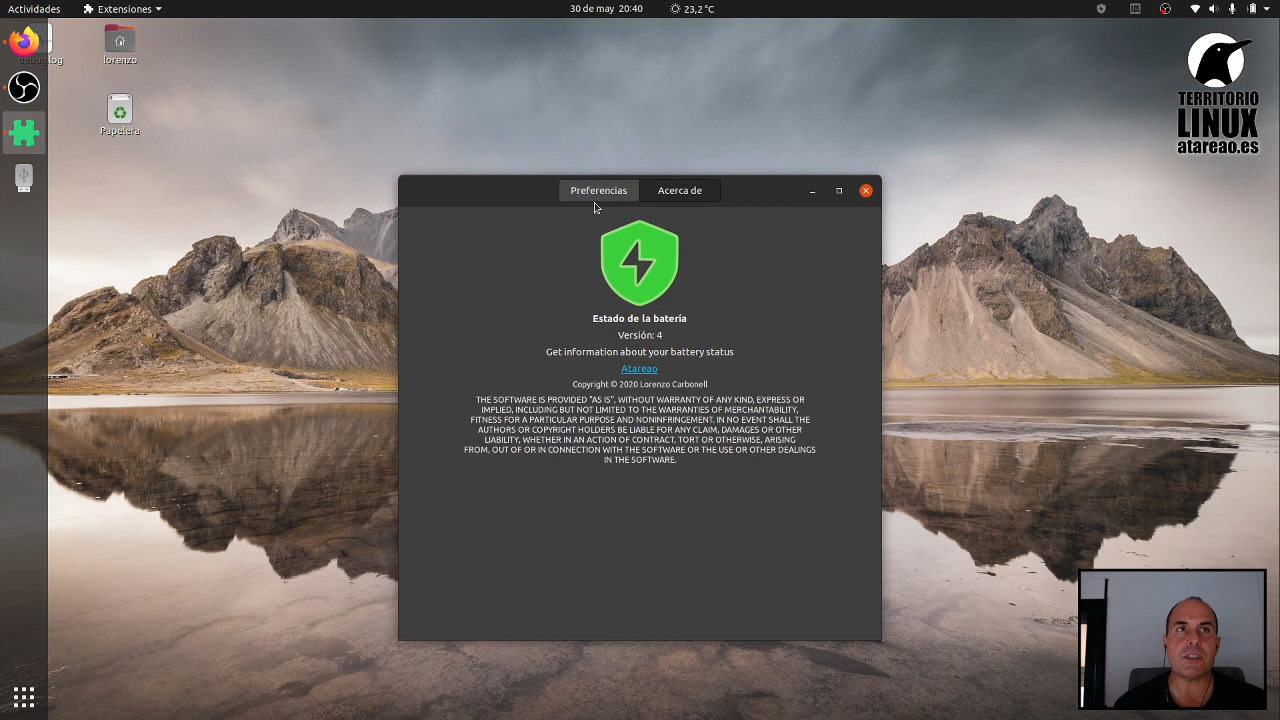 Actividades
Extensiones
30 de may 20:40
23,2 °C
lorenzo
Papelera
TERRITORIO
LINUX
atareao.es
Preferencias
Acerca de
Estado de la batería
Versión: 4
Get information about your battery status
Atareao
Copyright © 2020 Lorenzo Carbonell
THE SOFTWARE IS PROVIDED "AS IS", WITHOUT WARRANTY OF ANY KIND, EXPRESS OR
IMPLIED, INCLUDING BUT NOT LIMITED TO THE WARRANTIES OF MERCHANTABILITY,
FITNESS FOR A PARTICULAR PURPOSE AND NONINFRINGEMENT. IN NO EVENT SHALL THE
AUTHORS OR COPYRIGHT HOLDERS BE LIABLE FOR ANY CLAIM, DAMAGES OR OTHER
LIABILITY, WHETHER IN AN ACTION OF CONTRACT, TORT OR OTHERWISE, ARISING
FROM, OUT OF OR IN CONNECTION WITH THE SOFTWARE OR THE USE OR OTHER DEALINGS
IN THE SOFTWARE.